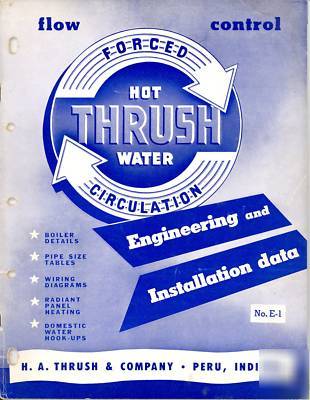 flow control
FORCED
HOT
THRUSH
WATER
CIRCULATION
Engineering and
Installation data
★ BOILER
DETAILS
★ PIPE SIZE
TABLES
★ WIRING
DIAGRAMS
★ RADIANT
PANEL
HEATING
★ DOMESTIC
WATER
HOOK-UPS
No. E-1
H. A. THRUSH & COMPANY • PERU, INDI